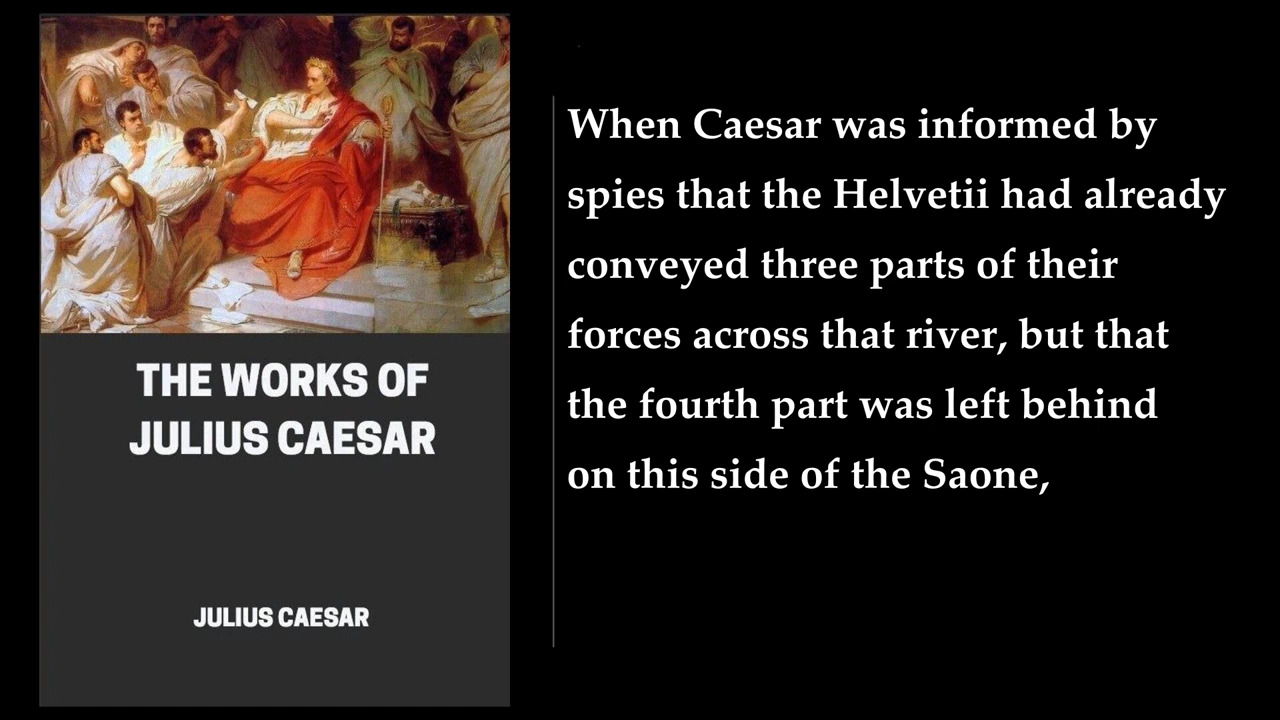 THE WORKS OF
JULIUS CAESAR
JULIUS CAESAR
When Caesar was informed by
spies that the Helvetii had already
conveyed three parts of their
forces across that river, but that
the fourth part was left behind
on this side of the Saone,